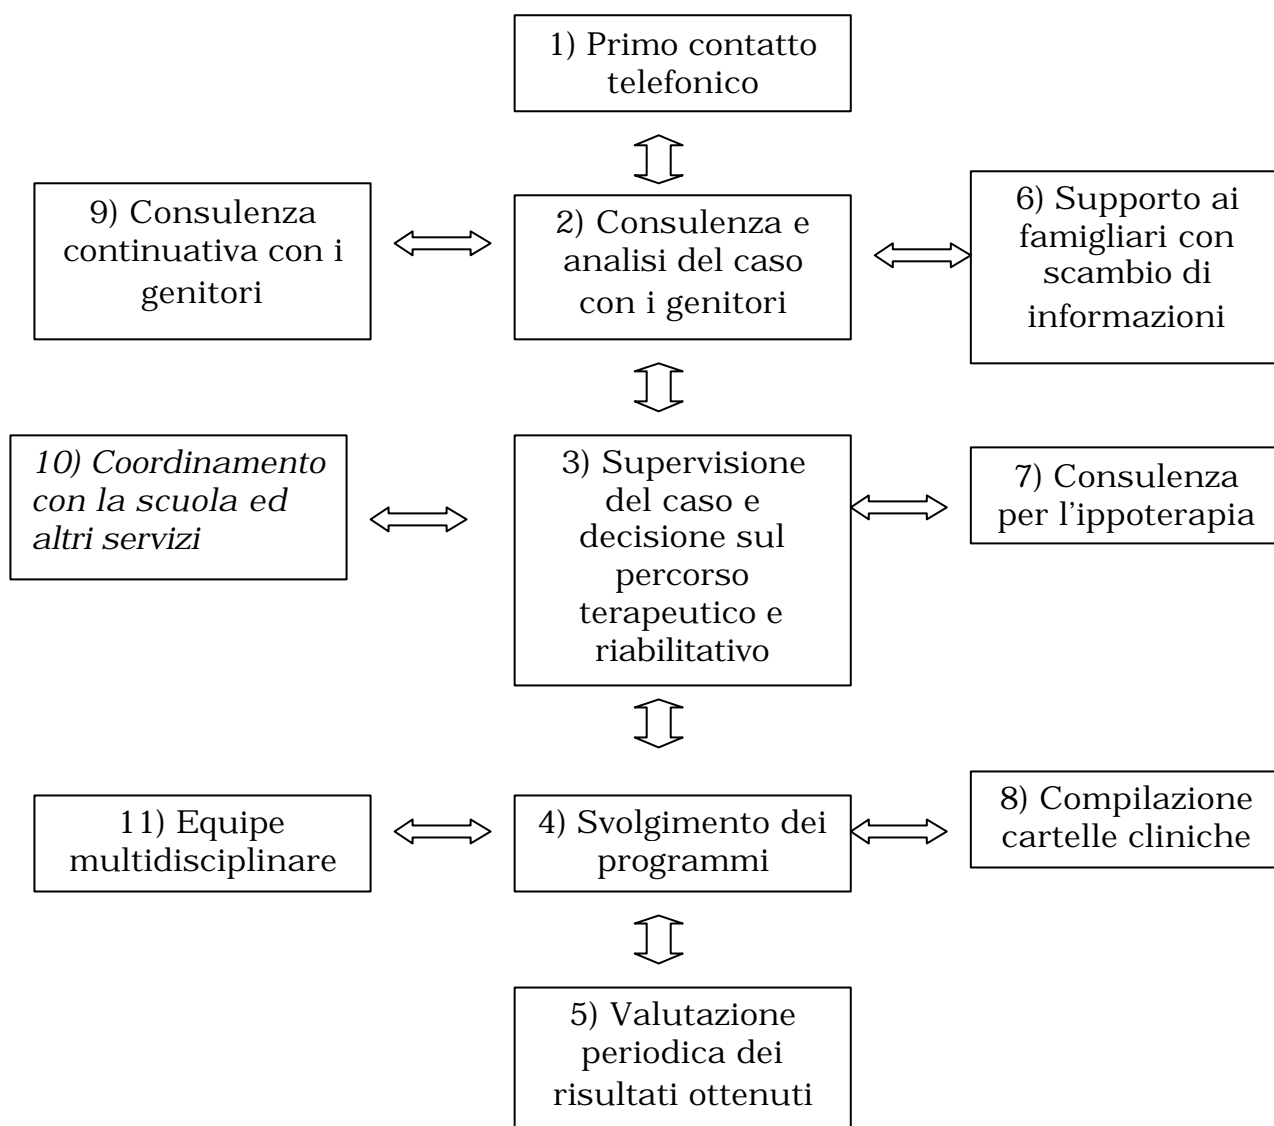 1) Primo contatto
telefonico
9) Consulenza
continuativa con i
genitori
2) Consulenza e
analisi del caso
con i genitori
6) Supporto ai
famigliari con
scambio di
informazioni
10) Coordinamento
con la scuola ed
altri servizi
3) Supervisione
del caso e
decisione sul
percorso
terapeutico e
riabilitativo
7) Consulenza
per l'ippoterapia
11) Equipe
multidisciplinare
4) Svolgimento dei
programmi
8) Compilazione
cartelle cliniche
5) Valutazione
periodica dei
risultati ottenuti